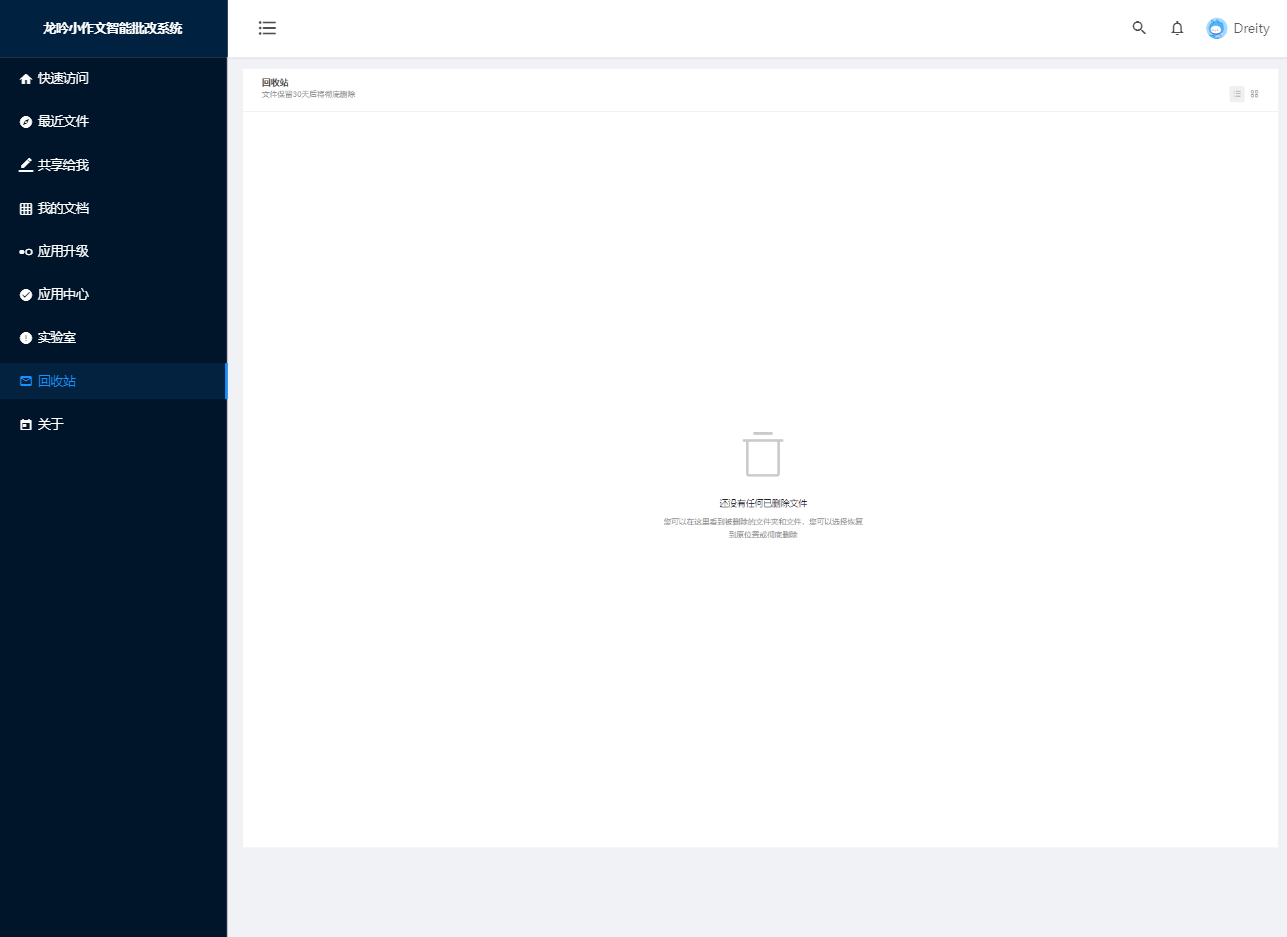 龙吟小作文智能批改系统
Dreity
快速访问
最近文件
共享给我
我的文档
应用升级
应用中心
实验室
回收站
关于
回收站
文件保留30天后将彻底删除
还没有任何已删除文件
您可以在这里看到被删除的文件夹和文件，您可以选择恢复
到原位置或彻底删除